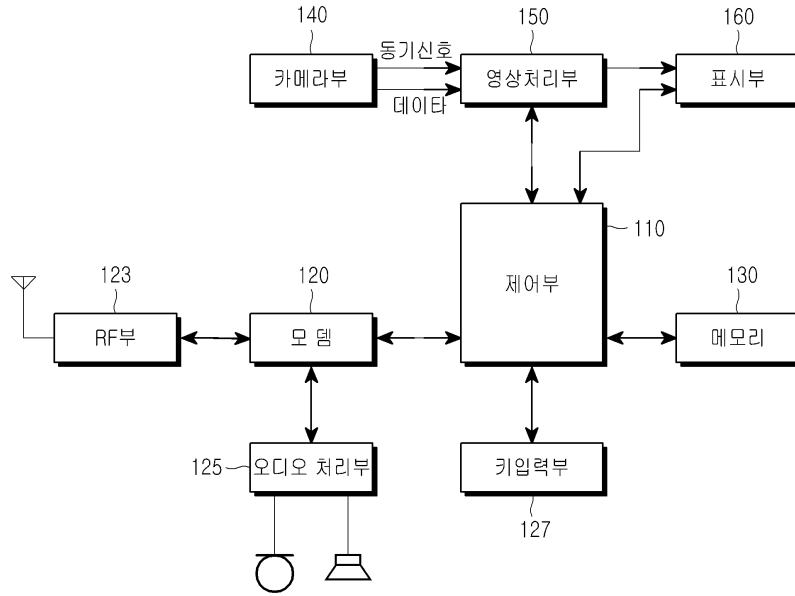 140
150
160
카메라부
동기신호
데이타
영상처리부
표시부
110
제어부
123
120
130
RF부
모 뎀
메모리
125
오디오 처리부
키입력부
127